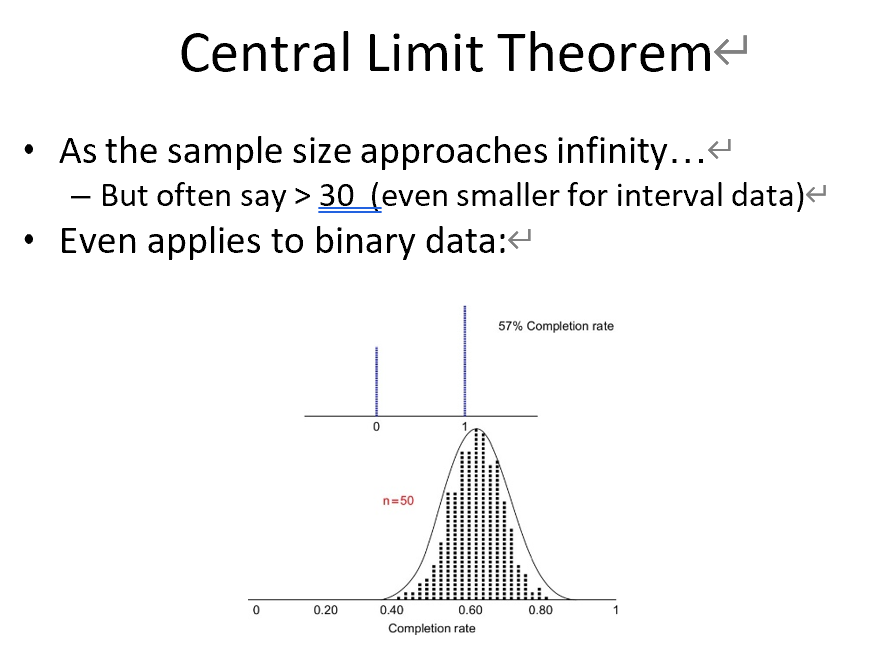 Central Limit Theorem↵
• As the sample size approaches infinity…↵
– But often say > 30  (even smaller for interval data)↵
• Even applies to binary data:↵
57% Completion rate
0 1
n=50
0 0.20 0.40 0.60 0.80 1
Completion rate